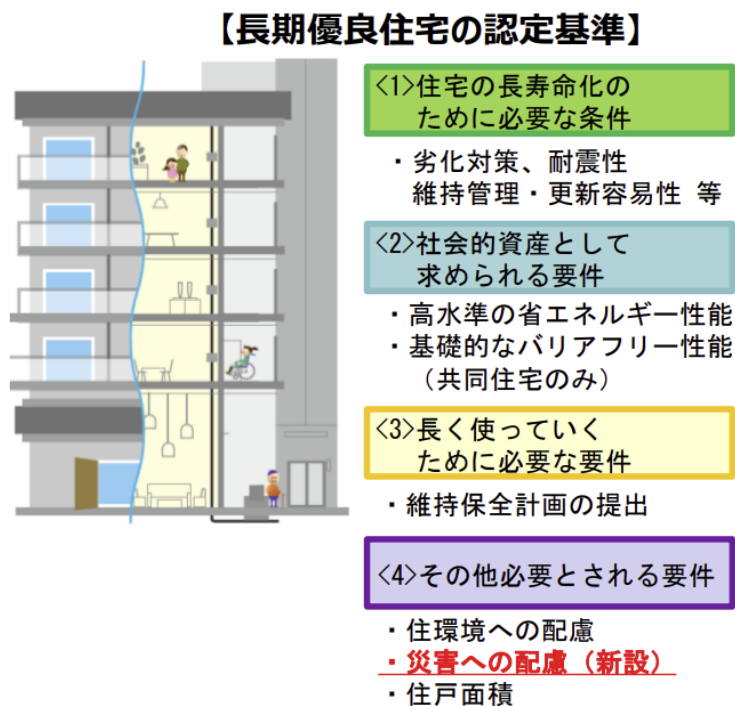 【長期優良住宅の認定基準】
<1>住宅の長寿命化の
ために必要な条件
・劣化対策、耐震性
維持管理・更新容易性 等
<2>社会的資産として
求められる要件
・高水準の省エネルギー性能
・基礎的なバリアフリー性能
（共同住宅のみ）
<3>長く使っていく
ために必要な要件
・維持保全計画の提出
<4>その他必要とされる要件
・住環境への配慮
・災害への配慮（新設）
・住戸面積